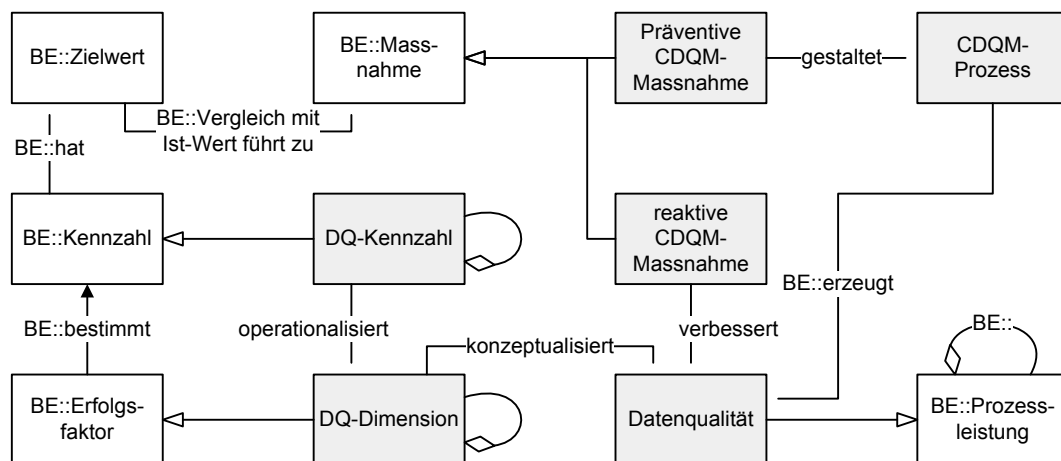 BE::Zielwert
BE::Mass-
nahme
Präventive
CDQM-
Massnahme
gestaltet
CDQM-
Prozess
BE::Vergleich mit
Ist-Wert führt zu
BE::hat
BE::Kennzahl
DQ-Kennzahl
reaktive
CDQM-
Massnahme
BE::erzeugt
BE::bestimmt
operationalisiert
verbessert
BE::
konzeptualisiert
BE::Erfolgs-
faktor
DQ-Dimension
Datenqualität
BE::Prozess-
leistung